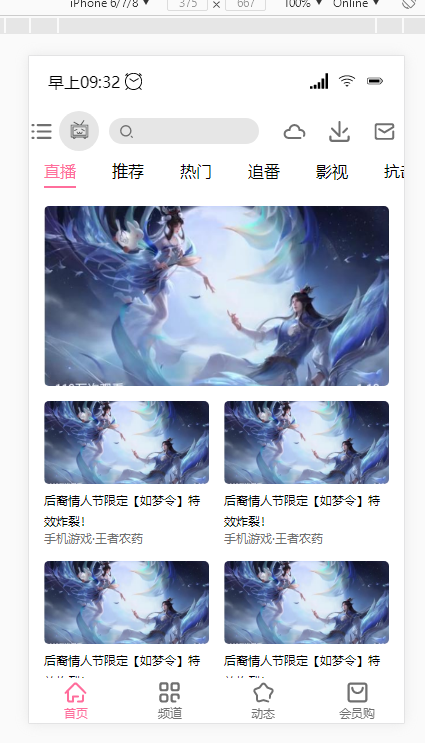 iPhone 6/7/8 ▼ 375 × 667 100% ▼ Online ▼
早上09:32
直播 推荐 热门 追番 影视
后裔情人节限定【如梦令】特
效炸裂！
手机游戏·王者农药
后裔情人节限定【如梦令】特
效炸裂！
手机游戏·王者农药
后裔情人节限定【如梦令】特
后裔情人节限定【如梦令】特
首页 频道 动态 会员购